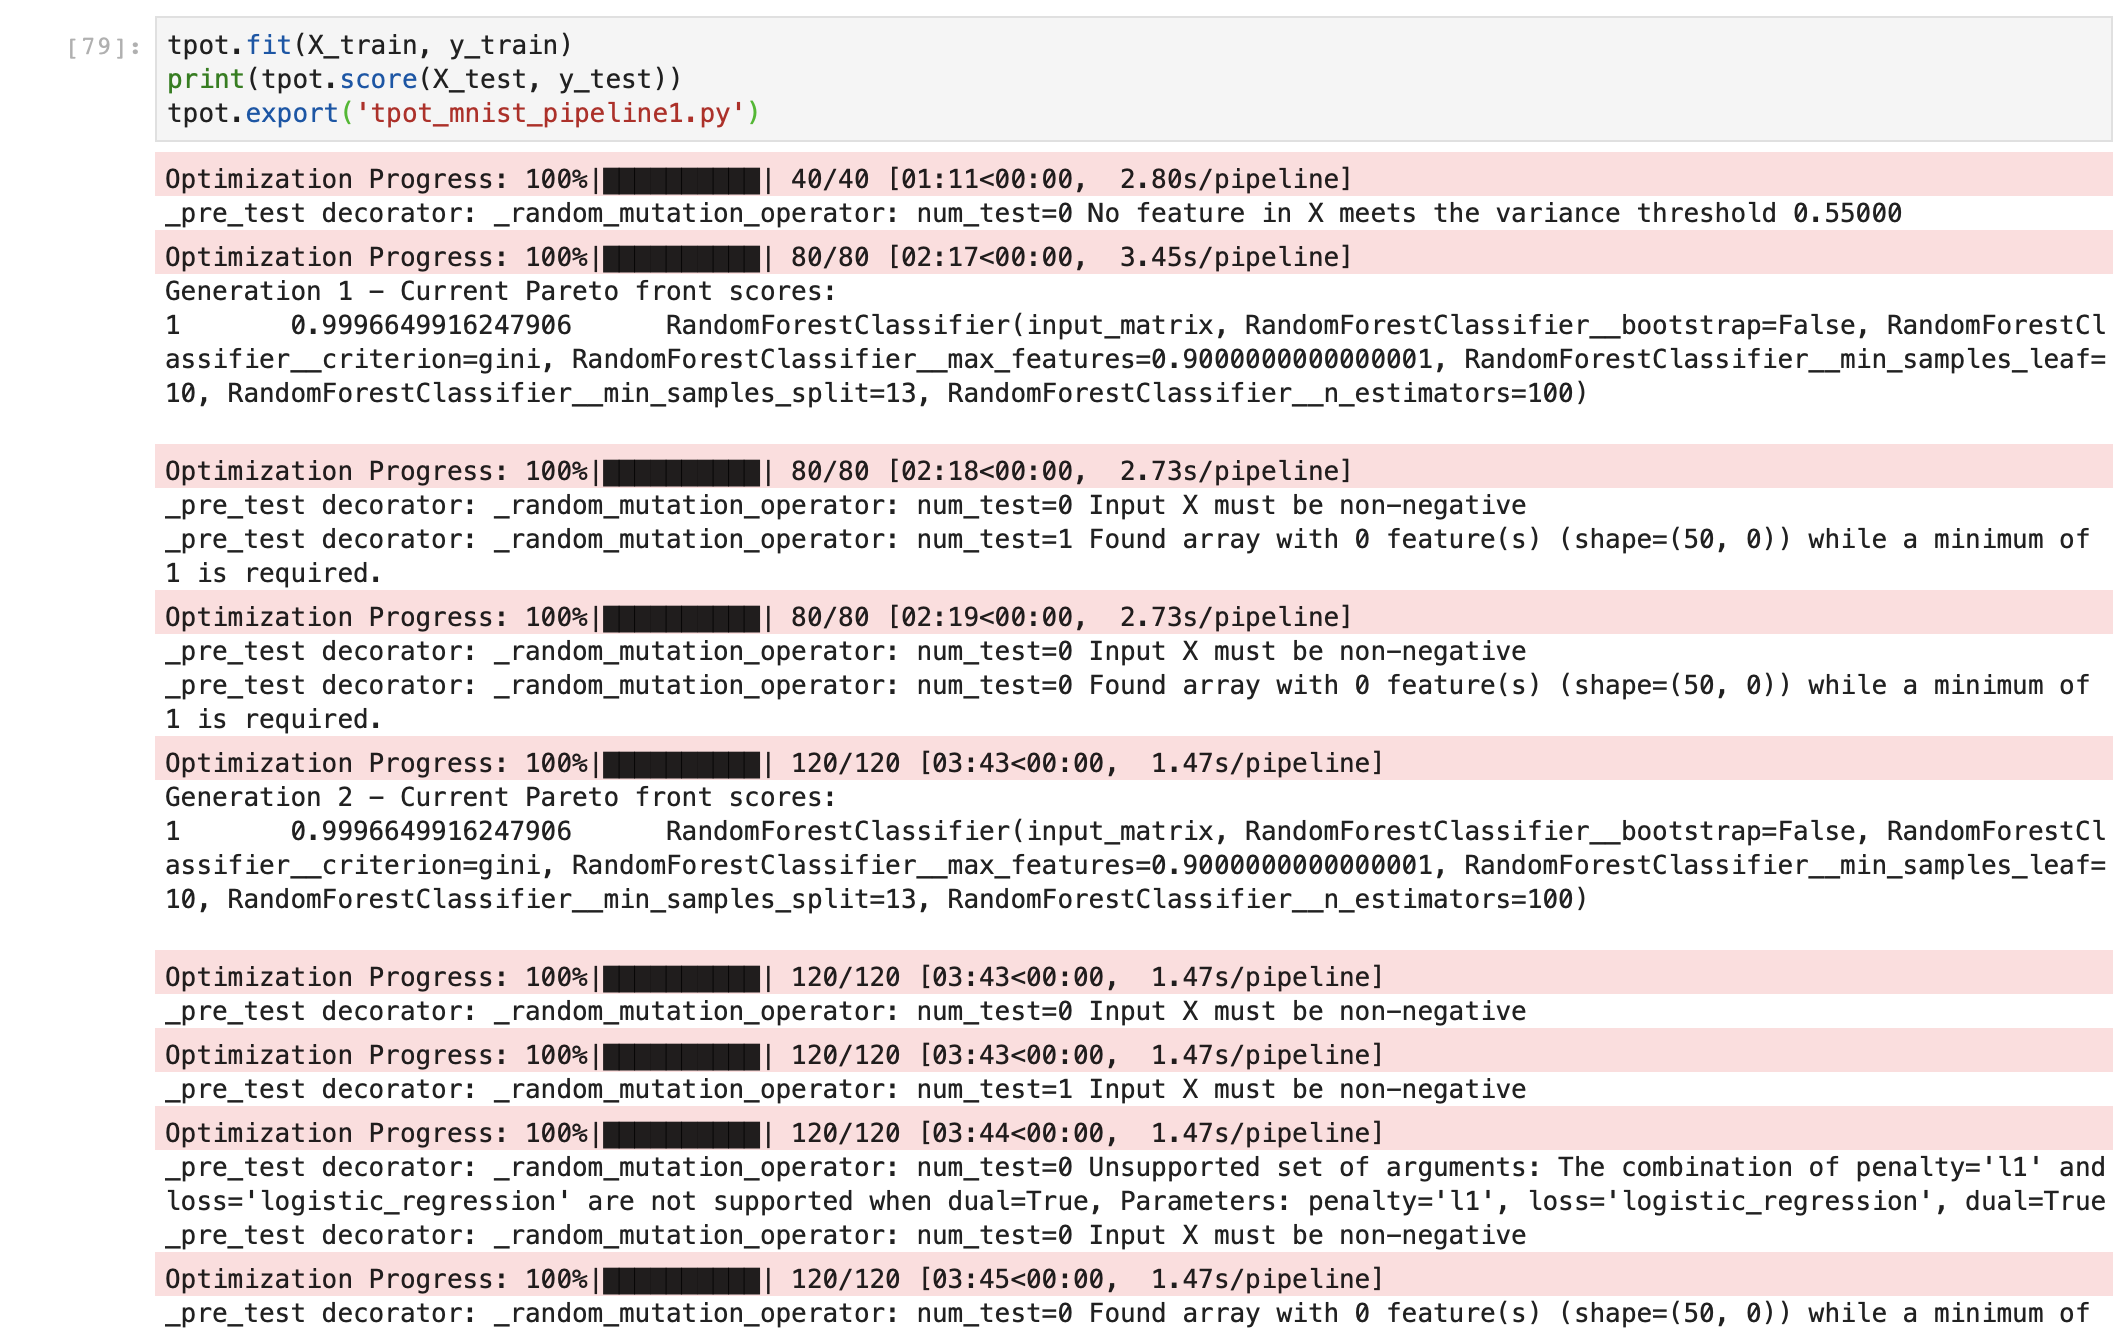 [79]:
tpot.fit(X_train, y_train)
print(tpot.score(X_test, y_test))
tpot.export('tpot_mnist_pipeline1.py')
Optimization Progress: 100%|██████████| 40/40 [01:11<00:00,  2.80s/pipeline]
_pre_test decorator: _random_mutation_operator: num_test=0 No feature in X meets the variance threshold 0.55000
Optimization Progress: 100%|██████████| 80/80 [02:17<00:00,  3.45s/pipeline]
Generation 1 – Current Pareto front scores:
1       0.9996649916247906      RandomForestClassifier(input_matrix, RandomForestClassifier__bootstrap=False, RandomForestCl
assifier__criterion=gini, RandomForestClassifier__max_features=0.9000000000000001, RandomForestClassifier__min_samples_leaf=
10, RandomForestClassifier__min_samples_split=13, RandomForestClassifier__n_estimators=100)
Optimization Progress: 100%|██████████| 80/80 [02:18<00:00,  2.73s/pipeline]
_pre_test decorator: _random_mutation_operator: num_test=0 Input X must be non-negative
_pre_test decorator: _random_mutation_operator: num_test=1 Found array with 0 feature(s) (shape=(50, 0)) while a minimum of
1 is required.
Optimization Progress: 100%|██████████| 80/80 [02:19<00:00,  2.73s/pipeline]
_pre_test decorator: _random_mutation_operator: num_test=0 Input X must be non-negative
_pre_test decorator: _random_mutation_operator: num_test=0 Found array with 0 feature(s) (shape=(50, 0)) while a minimum of
1 is required.
Optimization Progress: 100%|██████████| 120/120 [03:43<00:00,  1.47s/pipeline]
Generation 2 – Current Pareto front scores:
1       0.9996649916247906      RandomForestClassifier(input_matrix, RandomForestClassifier__bootstrap=False, RandomForestCl
assifier__criterion=gini, RandomForestClassifier__max_features=0.9000000000000001, RandomForestClassifier__min_samples_leaf=
10, RandomForestClassifier__min_samples_split=13, RandomForestClassifier__n_estimators=100)
Optimization Progress: 100%|██████████| 120/120 [03:43<00:00,  1.47s/pipeline]
_pre_test decorator: _random_mutation_operator: num_test=0 Input X must be non-negative
Optimization Progress: 100%|██████████| 120/120 [03:43<00:00,  1.47s/pipeline]
_pre_test decorator: _random_mutation_operator: num_test=1 Input X must be non-negative
Optimization Progress: 100%|██████████| 120/120 [03:44<00:00,  1.47s/pipeline]
_pre_test decorator: _random_mutation_operator: num_test=0 Unsupported set of arguments: The combination of penalty='l1' and
loss='logistic_regression' are not supported when dual=True, Parameters: penalty='l1', loss='logistic_regression', dual=True
_pre_test decorator: _random_mutation_operator: num_test=0 Input X must be non-negative
Optimization Progress: 100%|██████████| 120/120 [03:45<00:00,  1.47s/pipeline]
_pre_test decorator: _random_mutation_operator: num_test=0 Found array with 0 feature(s) (shape=(50, 0)) while a minimum of